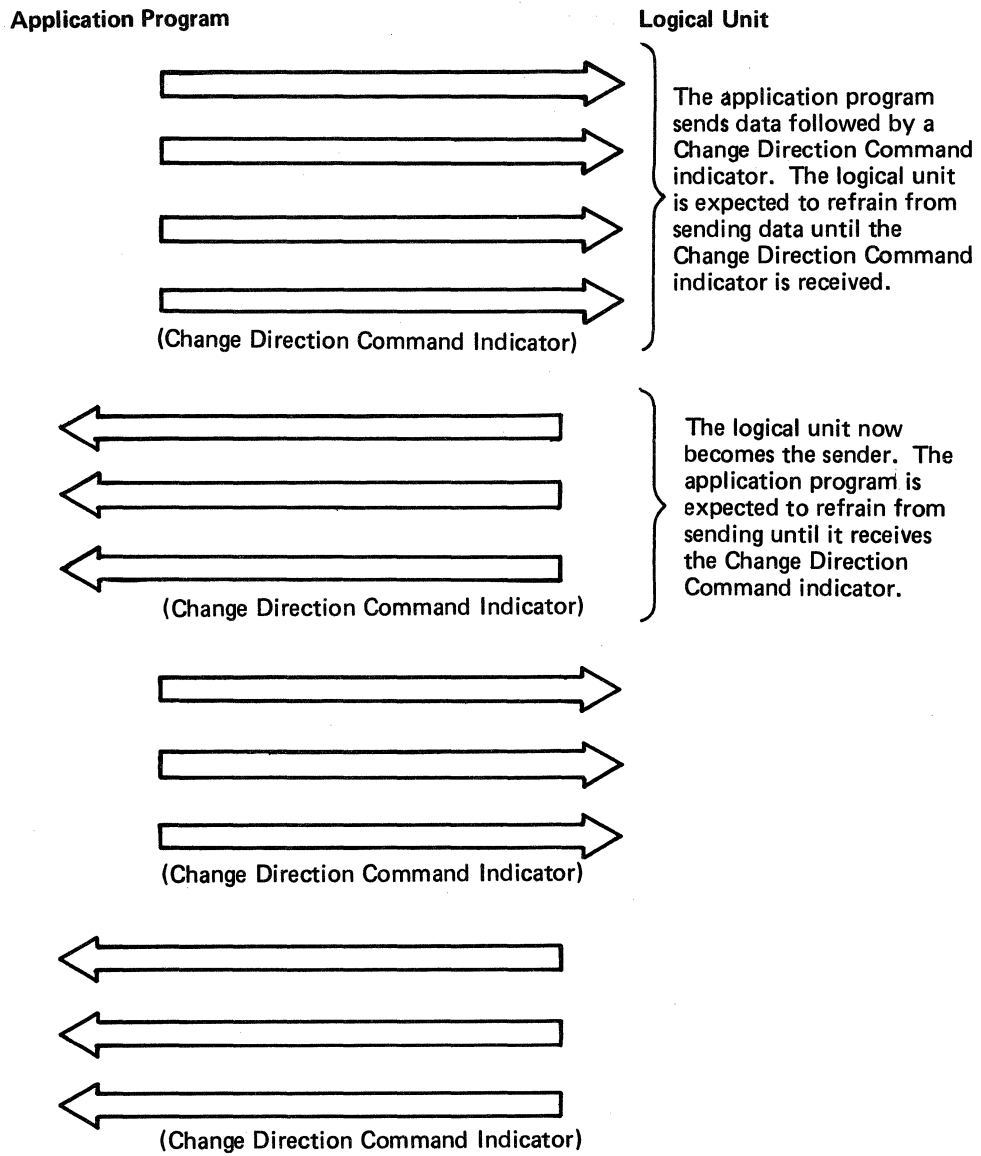 Application Program
Logical Unit
The application program
sends data followed by a
Change Direction Command
indicator. The logical unit
is expected to refrain from
sending data until the
Change Direction Command
indicator is received.
(Change Direction Command Indicator)
The logical unit now
becomes the sender. The
application program is
expected to refrain from
sending until it receives
the Change Direction
Command indicator.
(Change Direction Command Indicator)
(Change Direction Command Indicator)
(Change Direction Command Indicator)